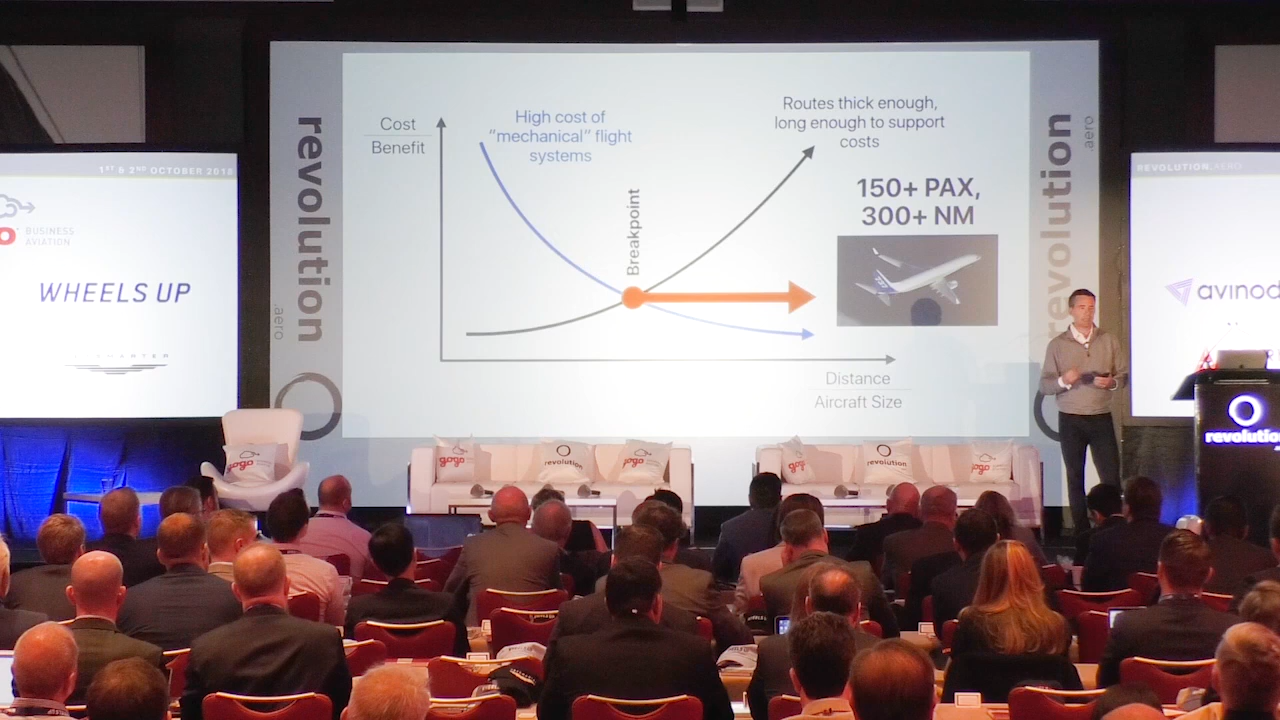 1ST & 2ND OCTOBER 2018
BUSINESS
AVIATION
WHEELS UP
revolution
.aero
Cost
Benefit
High cost of
"mechanical" flight
systems
Breakpoint
Routes thick enough,
long enough to support
costs
150+ PAX,
300+ NM
Distance
Aircraft Size
revolution
.aero
REVOLUTION.AERO
avinod
revolutio
gogo
revolution
gogo
gogo
revolution
gogo